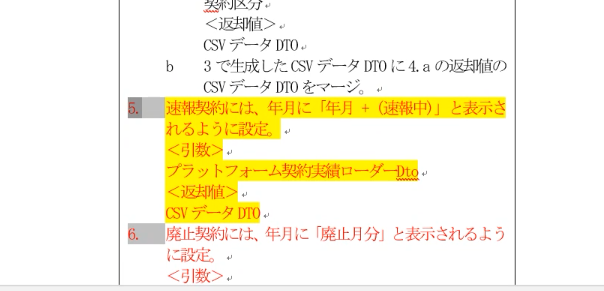 契約区分
＜返却値＞
CSV データ DTO
b 3 で生成した CSV データ DTO に 4.a の返却値の
CSV データ DTO をマージ。
5. 速報契約には、年月に「年月 +（速報中）」と表示さ
れるように設定。
＜引数＞
プラットフォーム契約実績ローダーDto
＜返却値＞
CSV データ DTO
6. 廃止契約には、年月に「廃止月分」と表示されるよう
に設定。
＜引数＞